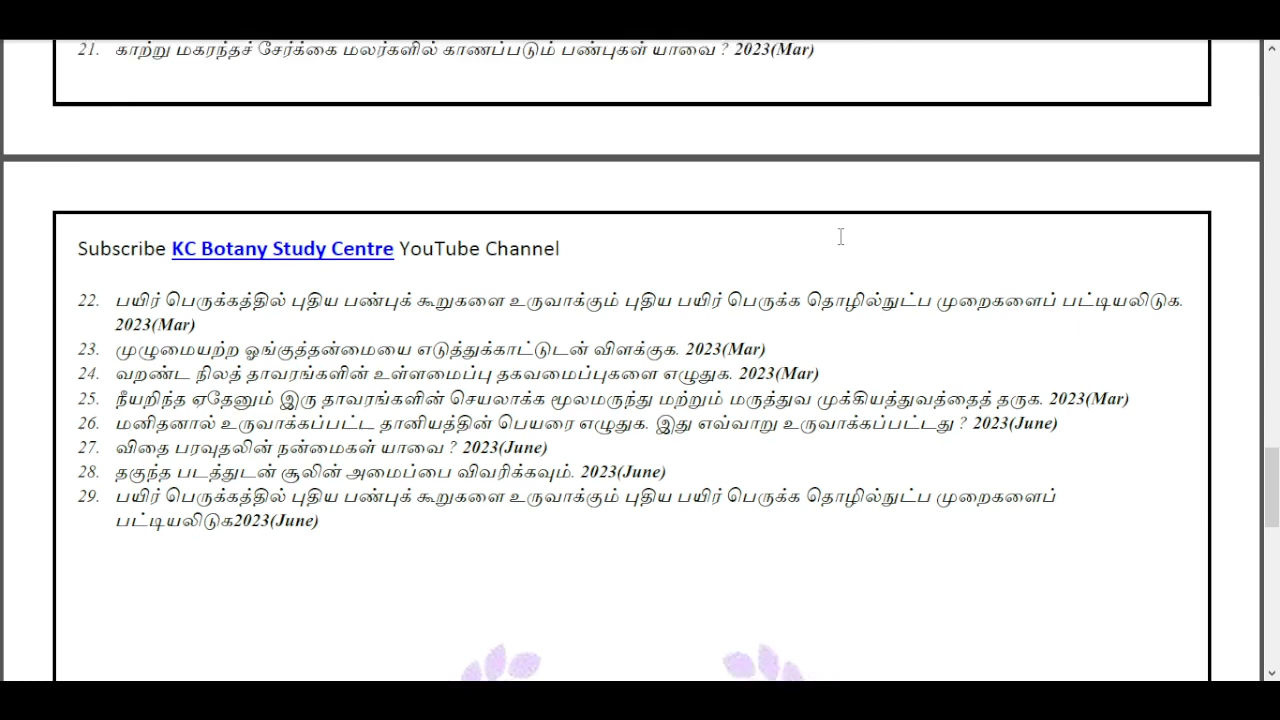 21. காற்று மகரந்தச் சேர்க்கை மலர்களில் காணப்படும் பண்புகள் யாவை ? 2023(Mar)
Subscribe KC Botany Study Centre YouTube Channel
22. பயிர் பெருக்கத்தில் புதிய பண்புக் கூறுகளை உருவாக்கும் புதிய பயிர் பெருக்க தொழில்நுட்ப முறைகளைப் பட்டியலிடுக.
2023(Mar)
23. முழுமையற்ற ஓங்குத்தன்மையை எடுத்துக்காட்டுடன் விளக்குக. 2023(Mar)
24. வறண்ட நிலத் தாவரங்களின் உள்ளமைப்பு தகவமைப்புகளை எழுதுக. 2023(Mar)
25. நீயறிந்த ஏதேனும் இரு தாவரங்களின் செயலாக்க மூலமருந்து மற்றும் மருத்துவ முக்கியத்துவத்தைத் தருக. 2023(Mar)
26. மனிதனால் உருவாக்கப்பட்ட தானியத்தின் பெயரை எழுதுக. இது எவ்வாறு உருவாக்கப்பட்டது ? 2023(June)
27. விதை பரவுதலின் நன்மைகள் யாவை ? 2023(June)
28. தகுந்த படத்துடன் சூலின் அமைப்பை விவரிக்கவும். 2023(June)
29. பயிர் பெருக்கத்தில் புதிய பண்புக் கூறுகளை உருவாக்கும் புதிய பயிர் பெருக்க தொழில்நுட்ப முறைகளைப்
பட்டியலிடுக2023(June)